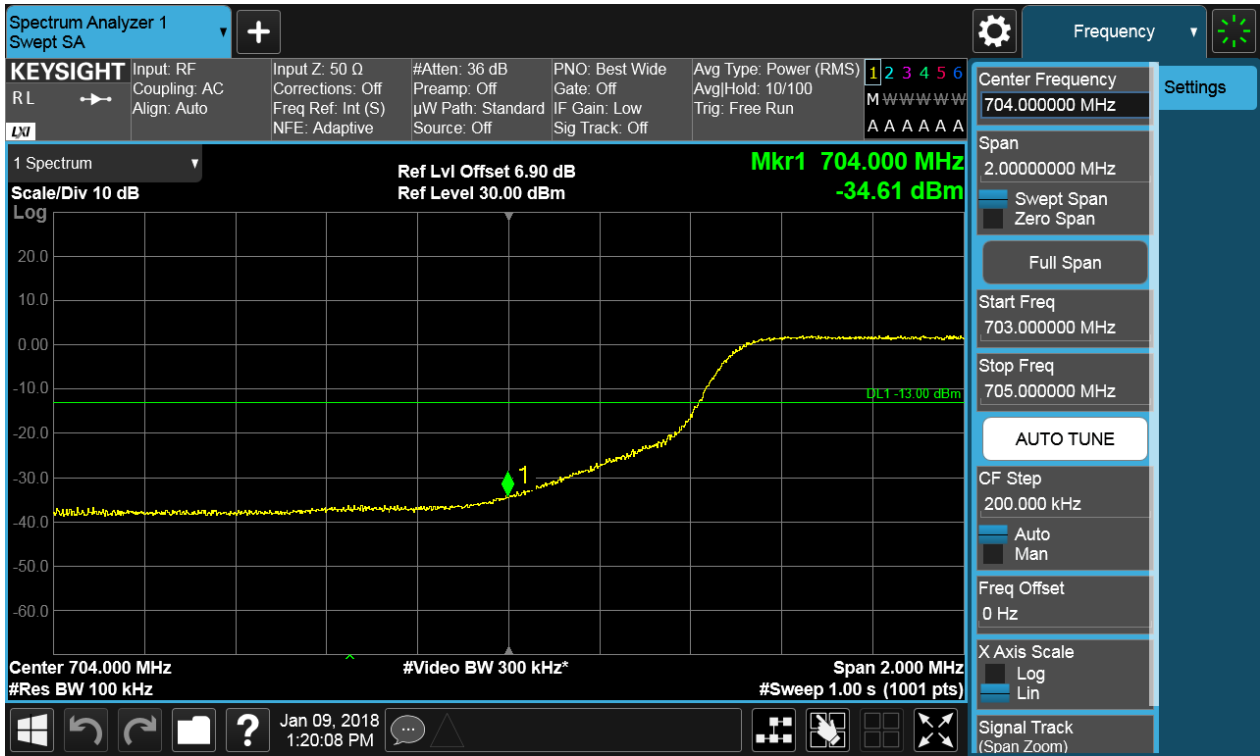 Spectrum Analyzer 1
Swept SA
+
Frequency
KEYSIGHT
R L
LXI
Input: RF
Coupling: AC
Align: Auto
Input Z: 50 Ω
Corrections: Off
Freq Ref: Int (S)
NFE: Adaptive
#Atten: 36 dB
Preamp: Off
µW Path: Standard
Source: Off
PNO: Best Wide
Gate: Off
IF Gain: Low
Sig Track: Off
Avg Type: Power (RMS)
Avg|Hold: 10/100
Trig: Free Run
1 2 3 4 5 6
M W W W W W
A A A A A A
1 Spectrum
Scale/Div 10 dB
Log
Ref Lvl Offset 6.90 dB
Ref Level 30.00 dBm
Mkr1 704.000 MHz
-34.61 dBm
20.0
10.0
0.00
-10.0
-20.0
-30.0
-40.0
-50.0
-60.0
DL1 -13.00 dBm
1
Center 704.000 MHz
#Res BW 100 kHz
#Video BW 300 kHz*
Span 2.000 MHz
#Sweep 1.00 s (1001 pts)
Jan 09, 2018
1:20:08 PM
?
Center Frequency
704.000000 MHz
Span
2.00000000 MHz
Swept Span
Zero Span
Full Span
Start Freq
703.000000 MHz
Stop Freq
705.000000 MHz
AUTO TUNE
CF Step
200.000 kHz
Auto
Man
Freq Offset
0 Hz
X Axis Scale
Log
Lin
Signal Track
(Span Zoom)
Settings